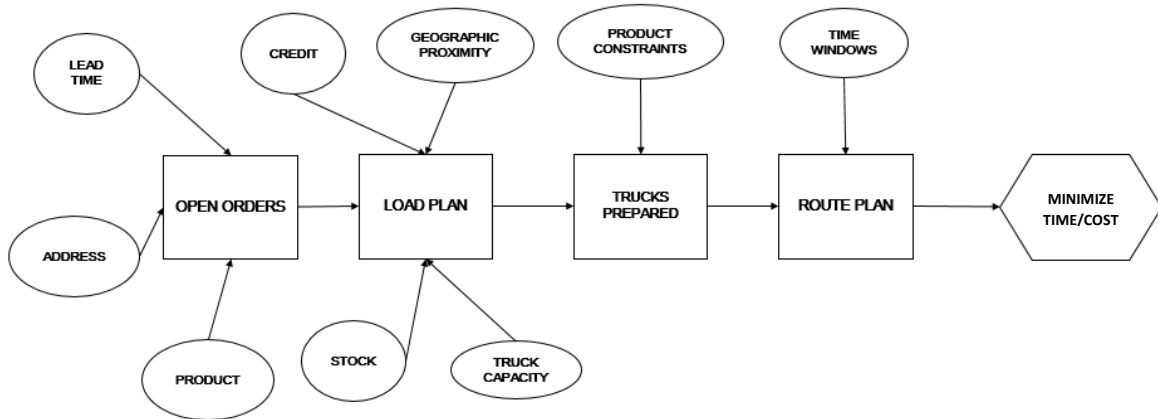 LEAD
TIME
CREDIT
GEOGRAPHIC
PROXIMITY
PRODUCT
CONSTRAINTS
TIME
WINDOWS
OPEN ORDERS
LOAD PLAN
TRUCKS
PREPARED
ROUTE PLAN
MINIMIZE
TIME/COST
ADDRESS
PRODUCT
STOCK
TRUCK
CAPACITY